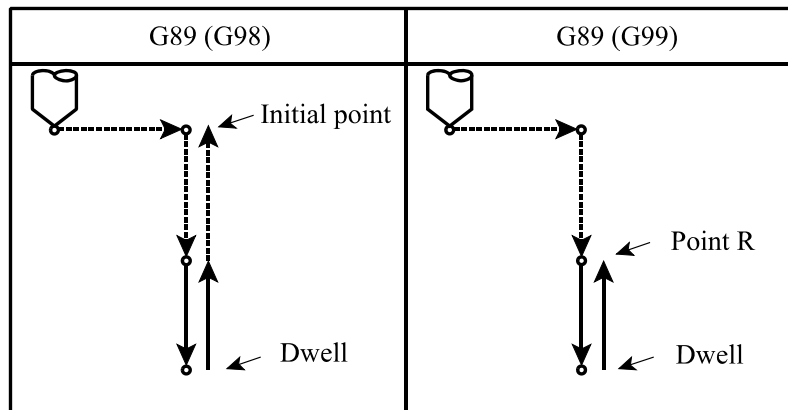 G89 (G98)
G89 (G99)
Initial point
Dwell
Point R
Dwell